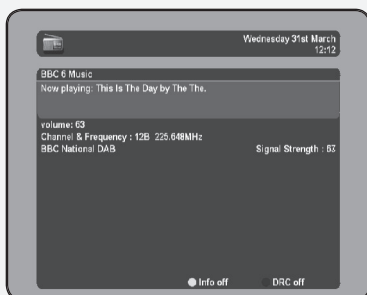 Wednesday 31st March
12:12
BBC 6 Music
Now playing: This Is The Day by The The.
volume: 63
Channel & Frequency : 12B 225.648MHz
BBC National DAB
Signal Strength : 63
Info off
DRC off